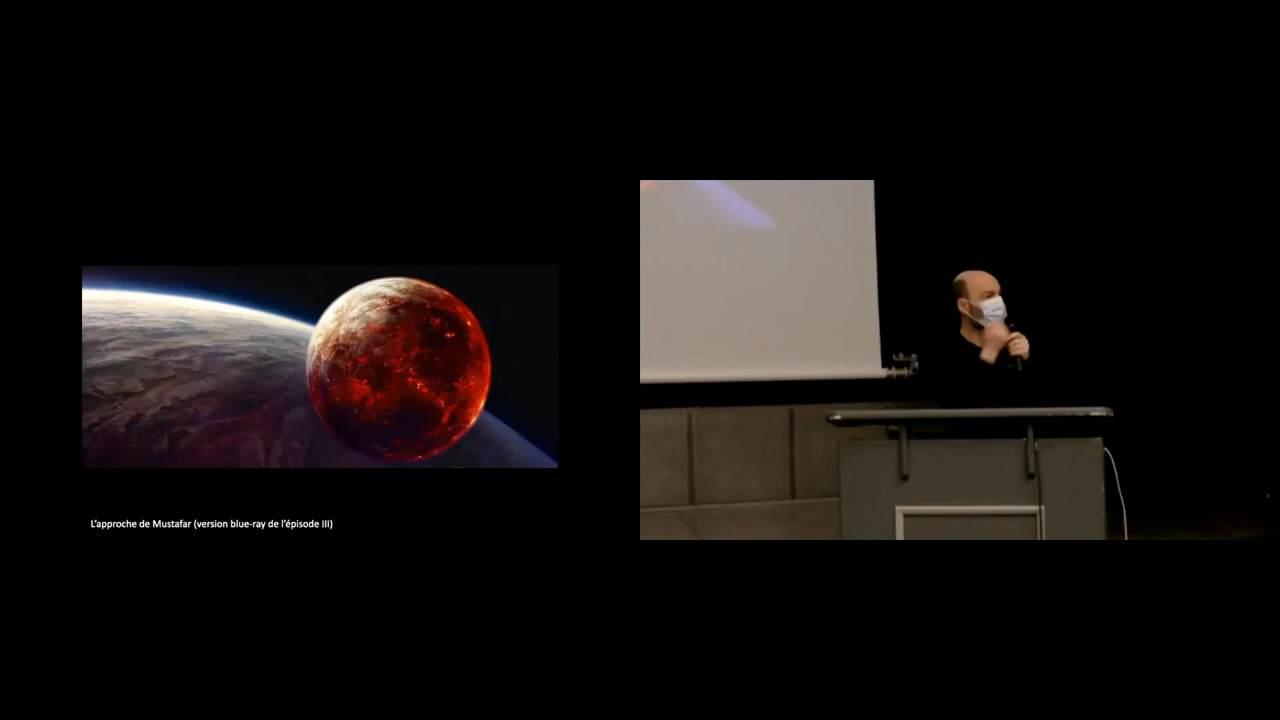 L'approche de Mustafar (version blue-ray de l'épisode III)